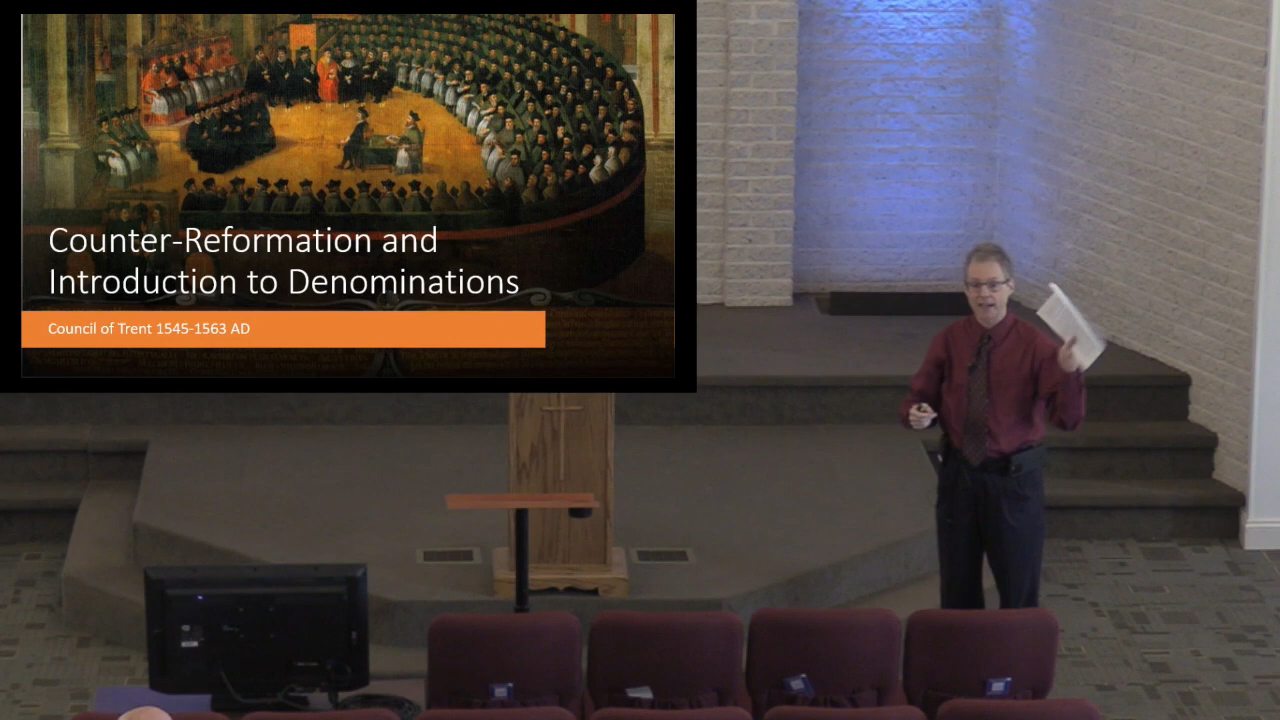 Counter-Reformation and
Introduction to Denominations
Council of Trent 1545-1563 AD